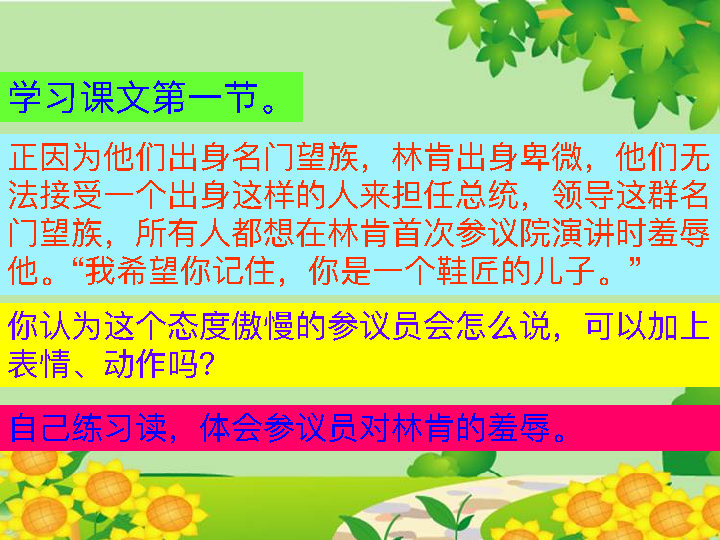 学习课文第一节。
正因为他们出身名门望族，林肯出身卑微，他们无
法接受一个出身这样的人来担任总统，领导这群名
门望族，所有人都想在林肯首次参议院演讲时羞辱
他。“我希望你记住，你是一个鞋匠的儿子。”
你认为这个态度傲慢的参议员会怎么说，可以加上
表情、动作吗？
自己练习读，体会参议员对林肯的羞辱。